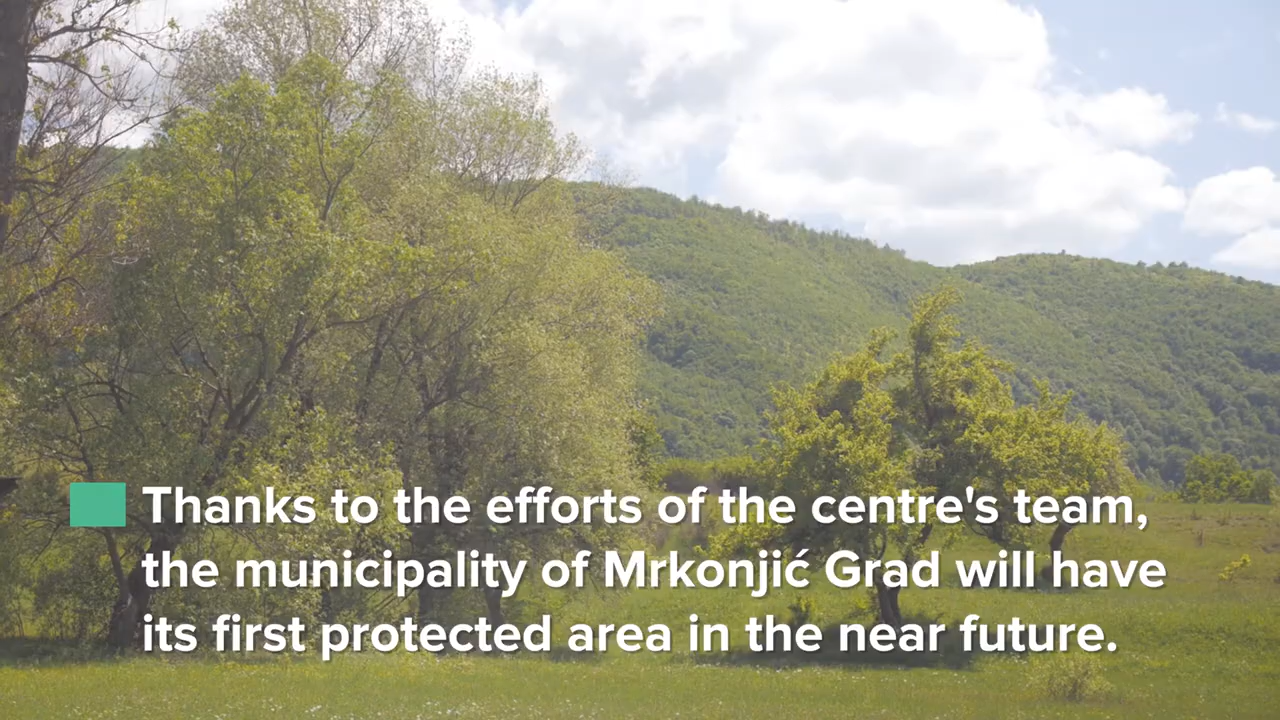 Thanks to the efforts of the centre's team,
the municipality of Mrkonjić Grad will have
its first protected area in the near future.